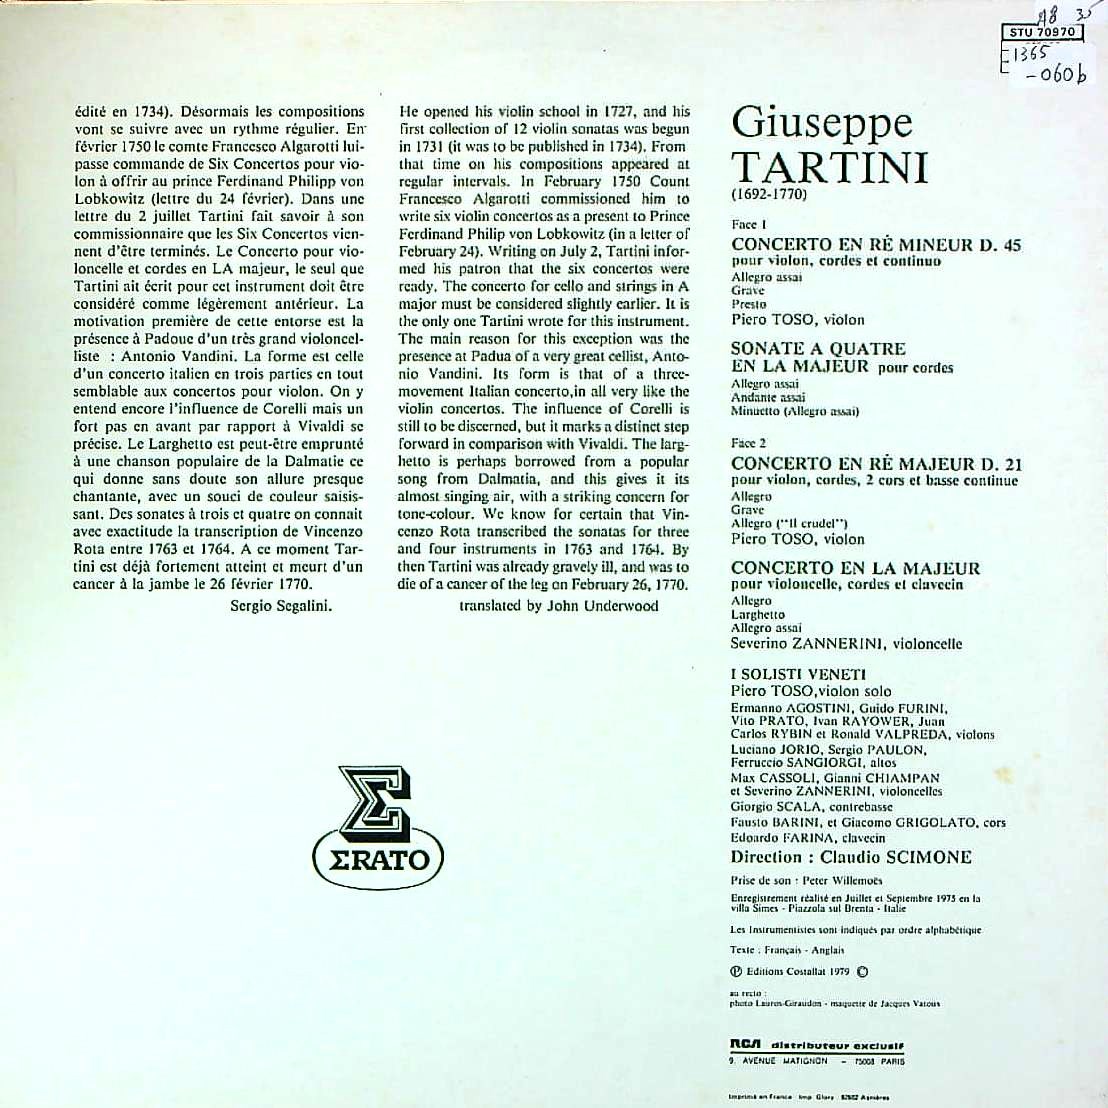 AB 35
STU 70970
1365
-060b
édité en 1734). Désormais les compositions
vont se suivre avec un rythme régulier. En
février 1750 le comte Francesco Algarotti lui-
passe commande de Six Concertos pour vio-
lon à offrir au prince Ferdinand Philipp von
Lobkowitz (lettre du 24 février). Dans une
lettre du 2 juillet Tartini fait savoir à son
commissionnaire que les Six Concertos vien-
nent d'être terminés. Le Concerto pour vio-
loncelle et cordes en LA majeur, le seul que
Tartini ait écrit pour cet instrument doit être
considéré comme légèrement antérieur. La
motivation première de cette entorse est la
présence à Padoue d'un très grand violoncel-
liste : Antonio Vandini. La forme est celle
d'un concerto italien en trois parties en tout
semblable aux concertos pour violon. On y
entend encore l'influence de Corelli mais un
fort pas en avant par rapport à Vivaldi se
précise. Le Larghetto est peut-être emprunté
à une chanson populaire de la Dalmatie ce
qui donne sans doute son allure presque
chantante, avec un souci de couleur saisis-
sant. Des sonates à trois et quatre on connait
avec exactitude la transcription de Vincenzo
Rota entre 1763 et 1764. A ce moment Tar-
tini est déjà fortement atteint et meurt d'un
cancer à la jambe le 26 février 1770.
Sergio Segalini.
He opened his violin school in 1727, and his
first collection of 12 violin sonatas was begun
in 1731 (it was to be published in 1734). From
that time on his compositions appeared at
regular intervals. In February 1750 Count
Francesco Algarotti commissioned him to
write six violin concertos as a present to Prince
Ferdinand Philip von Lobkowitz (in a letter of
February 24). Writing on July 2, Tartini infor-
med his patron that the six concertos were
ready. The concerto for cello and strings in A
major must be considered slightly earlier. It is
the only one Tartini wrote for this instrument.
The main reason for this exception was the
presence at Padua of a very great cellist, Anto-
nio Vandini. Its form is that of a three-
movement Italian concerto,in all very like the
violin concertos. The influence of Corelli is
still to be discerned, but it marks a distinct step
forward in comparison with Vivaldi. The larg-
hetto is perhaps borrowed from a popular
song from Dalmatia, and this gives it its
almost singing air, with a striking concern for
tone-colour. We know for certain that Vin-
cenzo Rota transcribed the sonatas for three
and four instruments in 1763 and 1764. By
then Tartini was already gravely ill, and was to
die of a cancer of the leg on February 26, 1770.
translated by John Underwood
ERATO
Giuseppe
TARTINI
(1692-1770)
Face 1
CONCERTO EN RÉ MINEUR D. 45
pour violon, cordes et continuo
Allegro assai
Grave
Presto
Piero TOSO, violon
SONATE A QUATRE
EN LA MAJEUR pour cordes
Allegro assai
Andante assai
Minuetto (Allegro assai)
Face 2
CONCERTO EN RÉ MAJEUR D. 21
pour violon, cordes, 2 cors et basse continue
Allegro
Grave
Allegro ("Il crudel")
Piero TOSO, violon
CONCERTO EN LA MAJEUR
pour violoncelle, cordes et clavecin
Allegro
Larghetto
Allegro assai
Severino ZANNERINI, violoncelle
I SOLISTI VENETI
Piero TOSO,violon solo
Ermanno AGOSTINI, Guido FURINI,
Vito PRATO, Ivan RAYOWER, Juan
Carlos RYBIN et Ronald VALPREDA, violons
Luciano JORIO, Sergio PAULON,
Ferruccio SANGIORGI, altos
Max CASSOLI, Gianni CHIAMPAN
et Severino ZANNERINI, violoncelles
Giorgio SCALA, contrebasse
Fausto BARINI, et Giacomo GRIGOLATO, cors
Edoardo FARINA, clavecin
Direction : Claudio SCIMONE
Prise de son : Peter Willemoës
Enregistrement réalisé en Juillet et Septembre 1975 en la
villa Simes - Piazzola sul Brenta - Italie
Les Instrumentistes sont indiqués par ordre alphabétique
Texte : Français - Anglais
℗ Editions Costallat 1979 ©
au recto :
photo Lauros-Giraudon - maquette de Jacques Vatoux
RCA distributeur exclusif
9, AVENUE MATIGNON - 75008 PARIS
Imprimé en France Imp. Glory 92602 Asnières